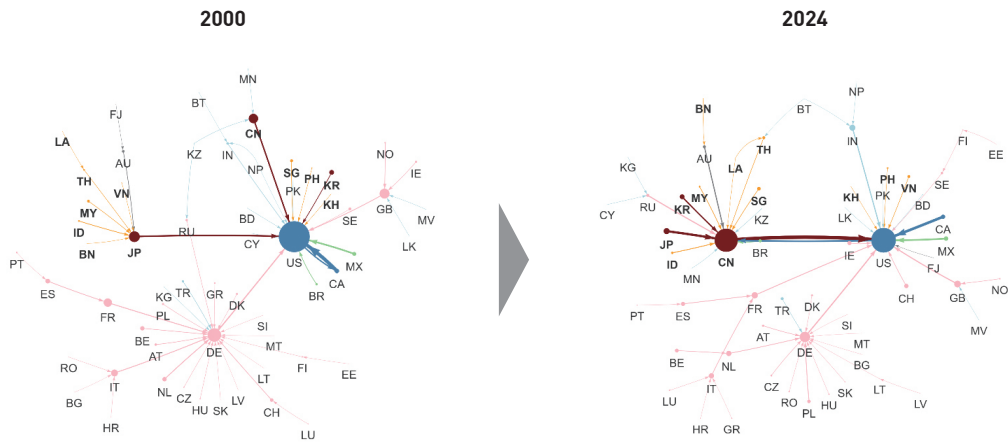 2000
2024
MN
BT
FJ
CN
LA
AU
KZ
IN
NO
IE
NP
SG
PH
KR
TH
VN
PK
KH
MY
GB
SE
MV
BD
ID
RU
CY
LK
BN
JP
US
PT
MX
CA
ES
KG
TR
GR
BR
PL
DK
FR
SI
BE
AT
DE
MT
RO
FI
EE
IT
LT
NL
BG
CZ
LV
CH
HU
SK
HR
LU
NP
BN
BT
IN
FI
EE
AU
TH
KG
LA
PH
SE
MY
SG
PK
VN
CY
RU
KH
KR
BD
LK
KZ
CA
JP
BR
IE
MX
ID
CN
US
MN
FJ
CH
GB
NO
FR
TR
DK
PT
ES
SI
MV
AT
DE
MT
BE
NL
BG
CZ
SK
LT
LU
IT
RO
HU
LV
PL
HR
GR